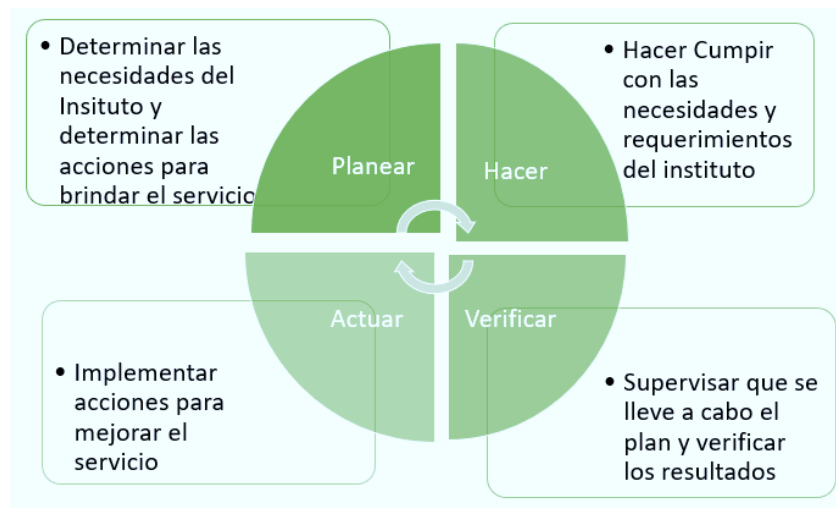 • Determinar las
necesidades del
Insituto y
determinar las
acciones para
brindar el servicio
Planear
Hacer
• Hacer Cumpir
con las
necesidades y
requerimientos
del instituto
Actuar
Verificar
• Implementar
acciones para
mejorar el
servicio
• Supervisar que se
lleve a cabo el
plan y verificar
los resultados